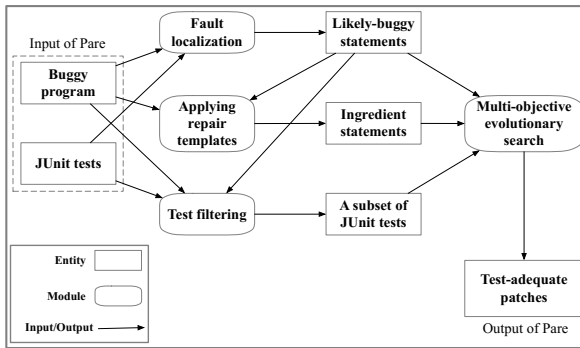 Input of Pare
Fault
localization
Likely-buggy
statements
Buggy
program
Applying
repair
templates
Ingredient
statements
Multi-objective
evolutionary
search
JUnit tests
Test filtering
A subset of
JUnit tests
Entity
Module
Input/Output
Test-adequate
patches
Output of Pare